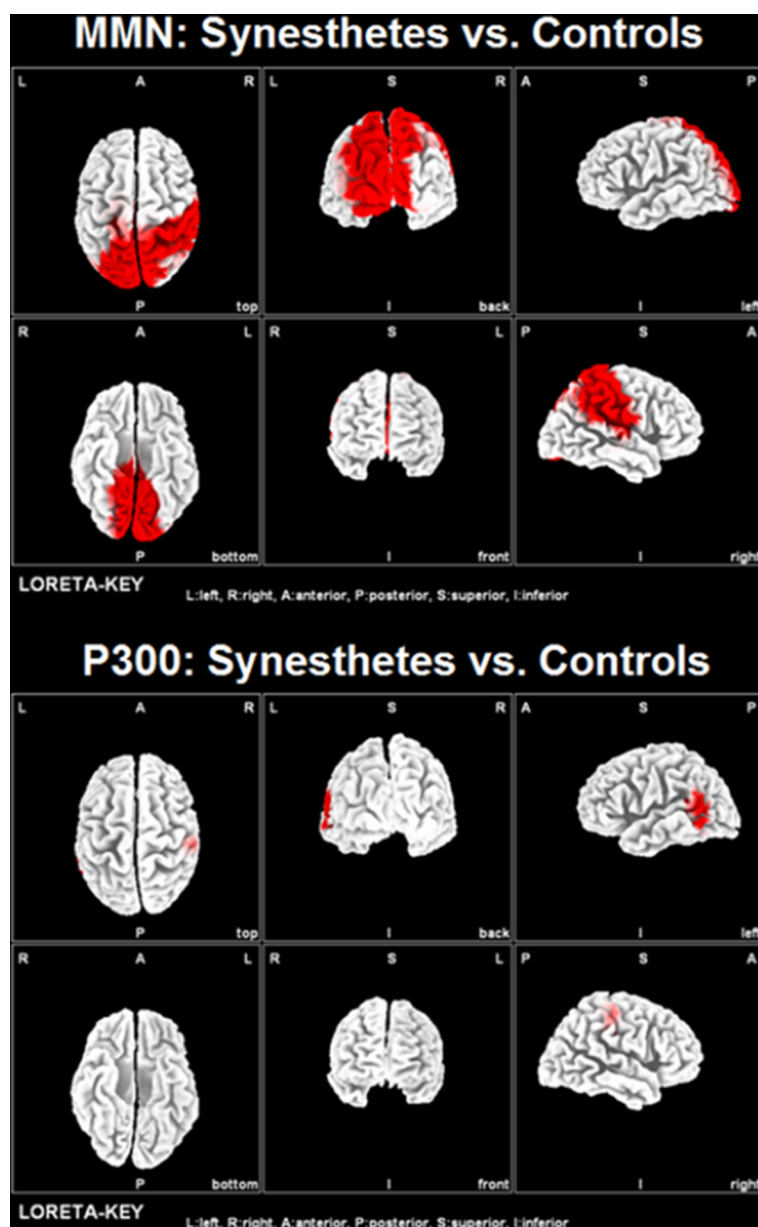 MMN: Synesthetes vs. Controls
L A R L S R A S P
P top I back I left
R A L R S L P S A
P bottom I front I right
LORETA-KEY L:left, R:right, A:anterior, P:posterior, S:superior, I:inferior
P300: Synesthetes vs. Controls
L A R L S R A S P
P top I back I left
R A L R S L P S A
P bottom I front I right
LORETA-KEY L:left, R:right, A:anterior, P:posterior, S:superior, I:inferior